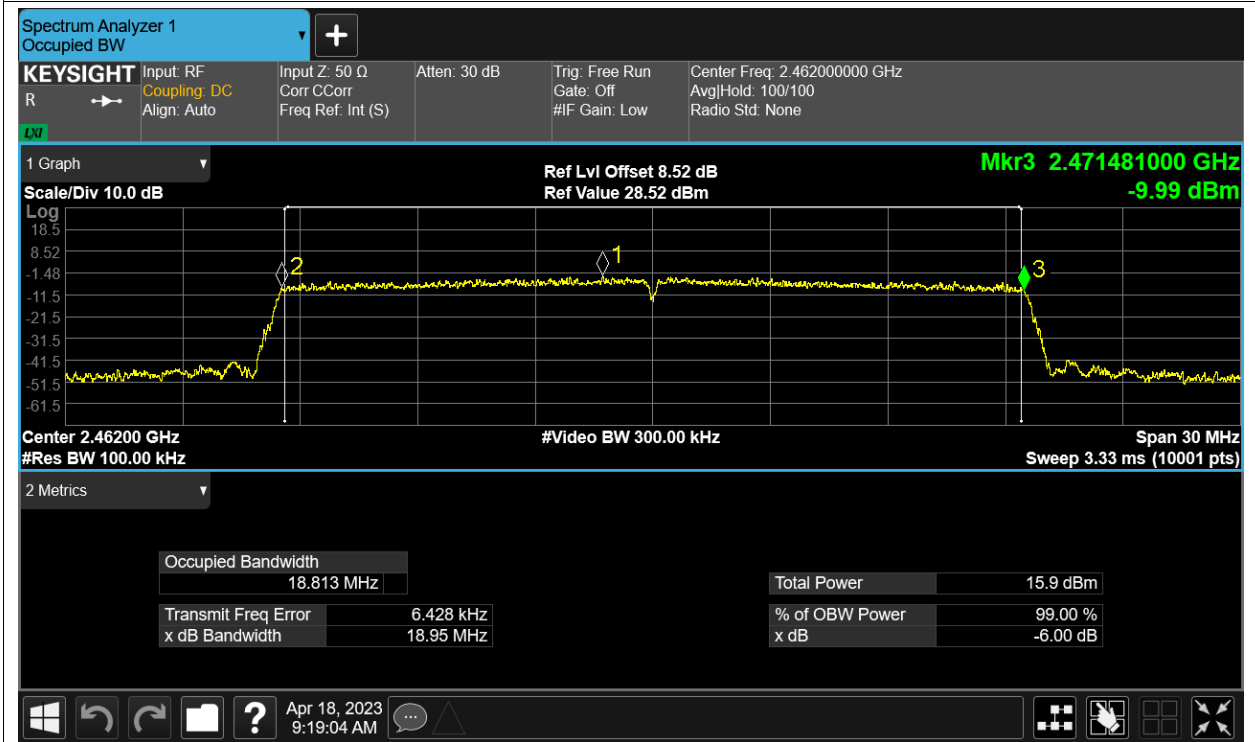 Spectrum Analyzer 1
Occupied BW
KEYSIGHT
R
LXI
Input: RF
Coupling: DC
Align: Auto
Input Z: 50 Ω
Corr CCorr
Freq Ref: Int (S)
Atten: 30 dB
Trig: Free Run
Gate: Off
#IF Gain: Low
Center Freq: 2.462000000 GHz
Avg|Hold: 100/100
Radio Std: None
1 Graph
Scale/Div 10.0 dB
Ref Lvl Offset 8.52 dB
Ref Value 28.52 dBm
Mkr3 2.471481000 GHz
-9.99 dBm
Log
18.5
8.52
-1.48
-11.5
-21.5
-31.5
-41.5
-51.5
-61.5
2
1
3
Center 2.46200 GHz
#Res BW 100.00 kHz
#Video BW 300.00 kHz
Span 30 MHz
Sweep 3.33 ms (10001 pts)
2 Metrics
Occupied Bandwidth
18.813 MHz
Transmit Freq Error 6.428 kHz
x dB Bandwidth 18.95 MHz
Total Power 15.9 dBm
% of OBW Power 99.00 %
x dB -6.00 dB
?
Apr 18, 2023
9:19:04 AM